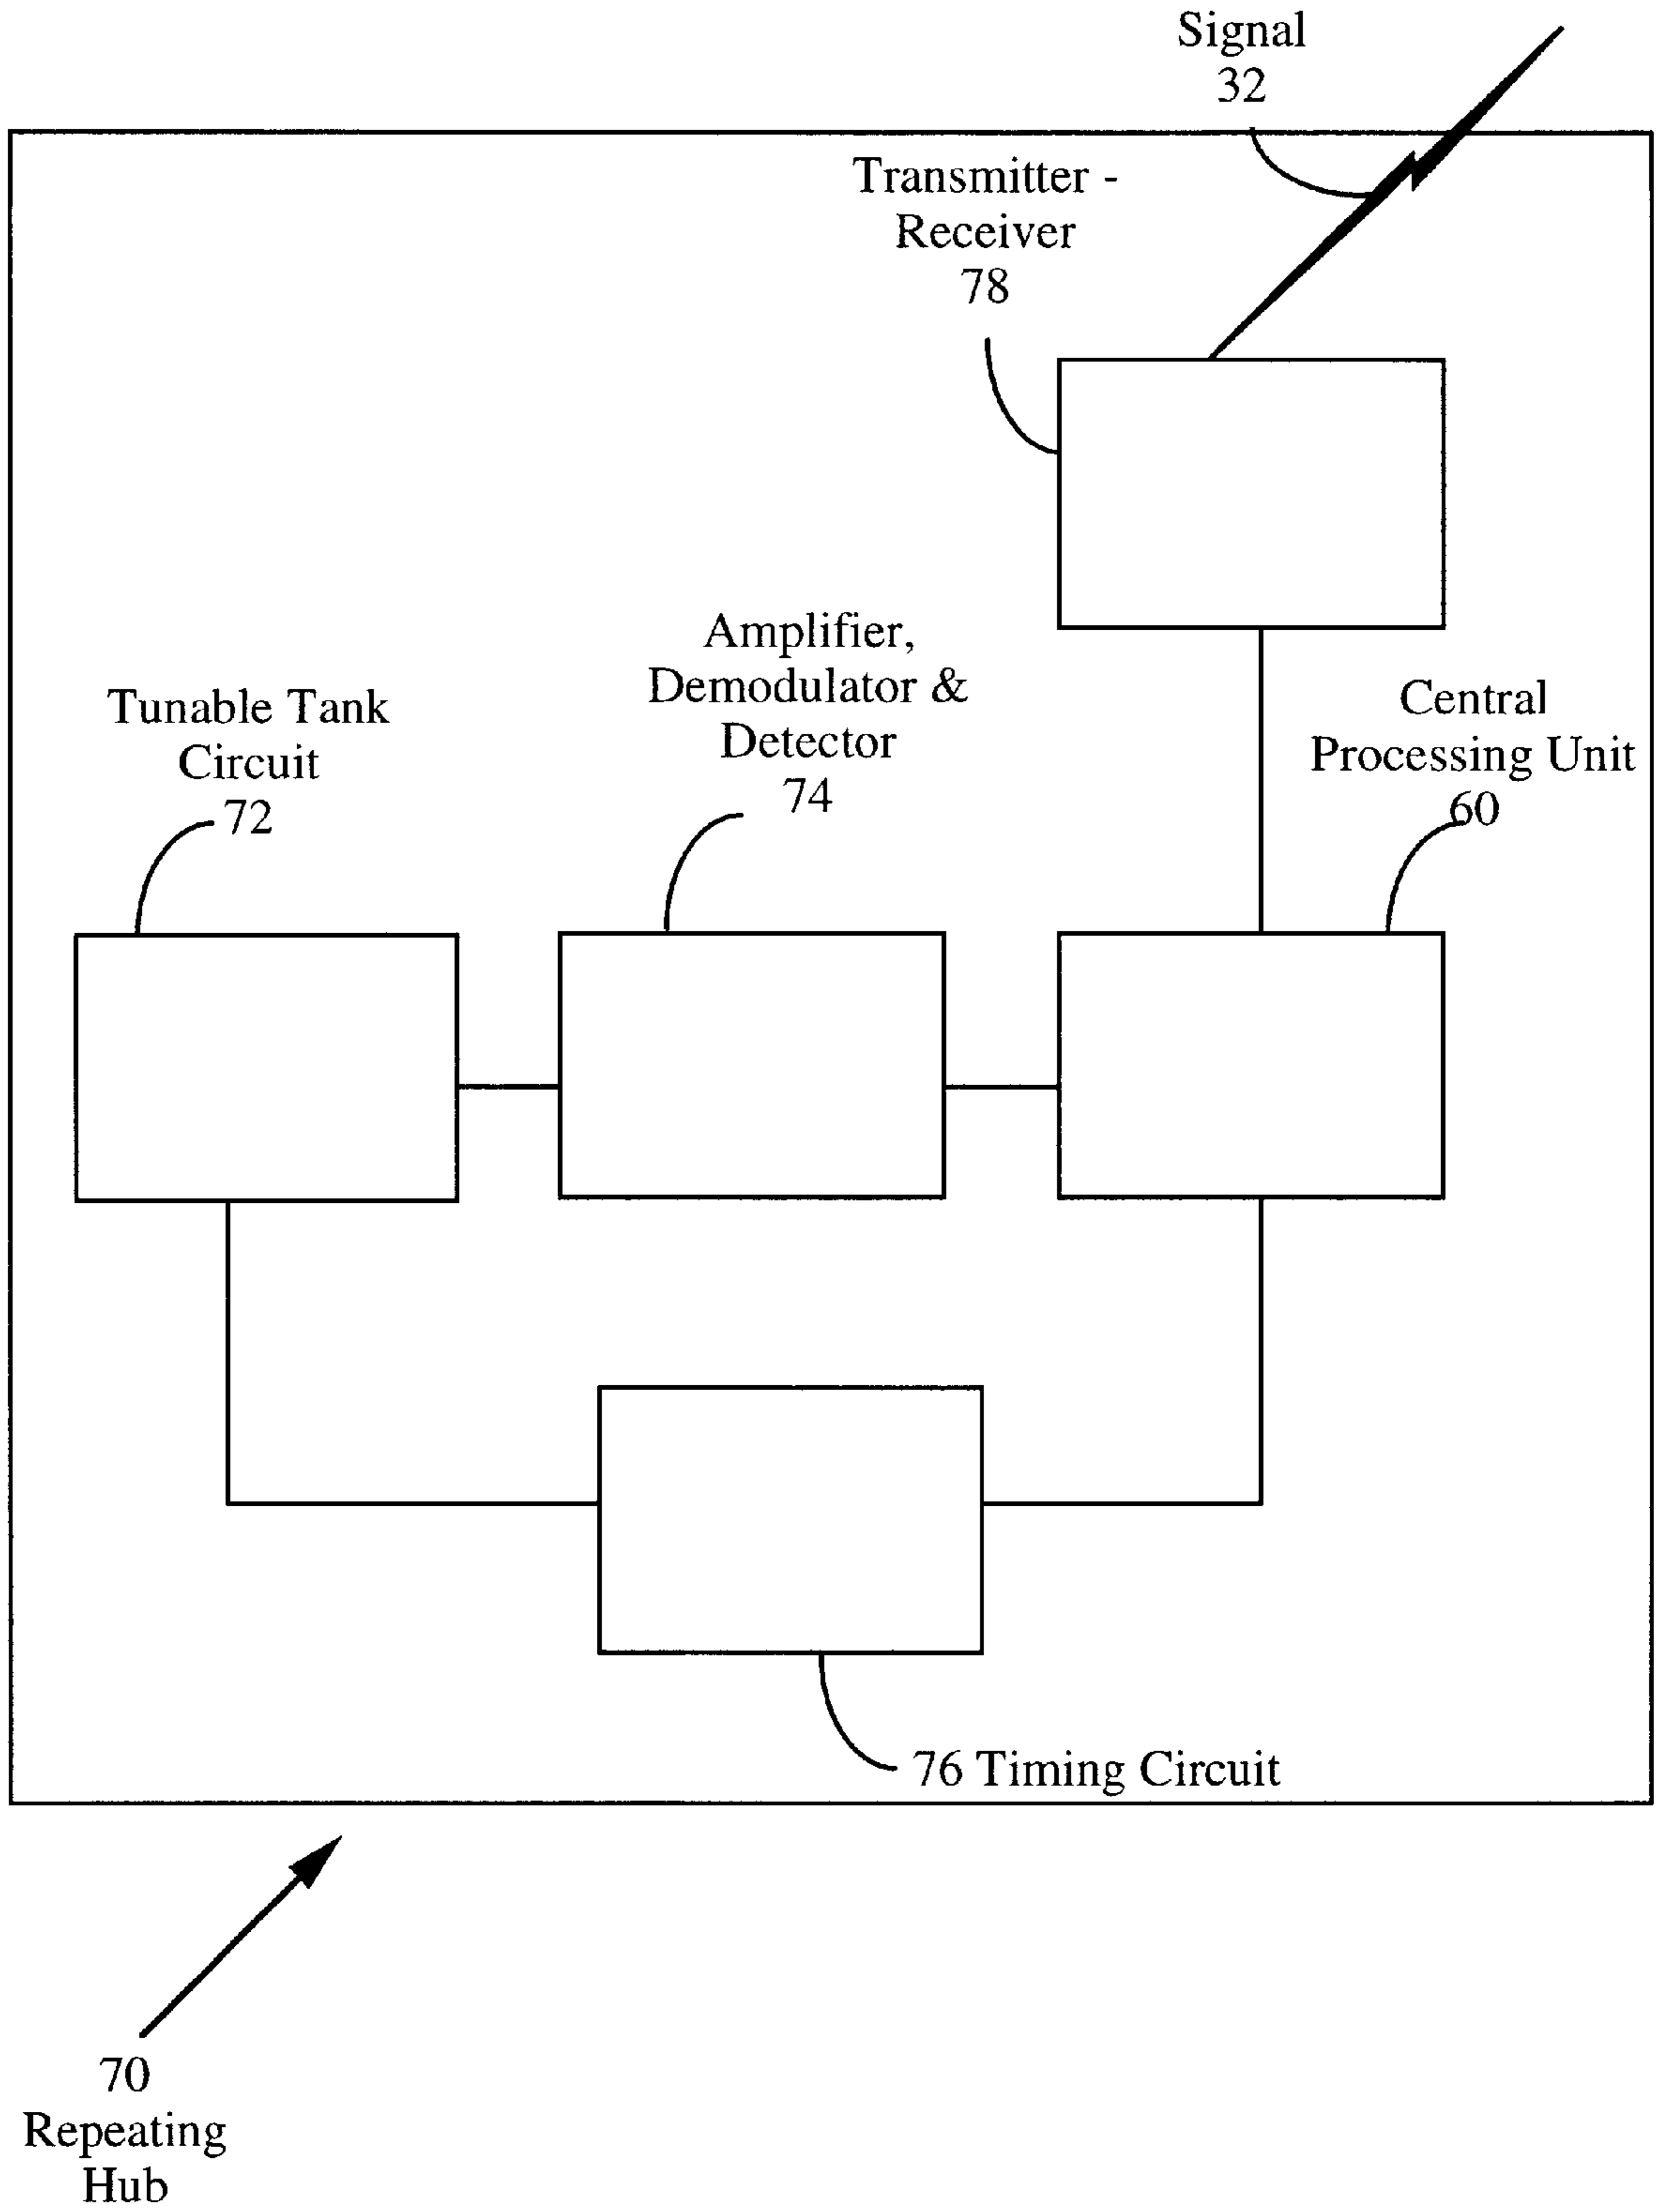 Signal
32
Transmitter -
Receiver
78
Amplifier,
Demodulator &
Detector
74
Tunable Tank
Circuit
72
Central
Processing Unit
60
76 Timing Circuit
70
Repeating
Hub